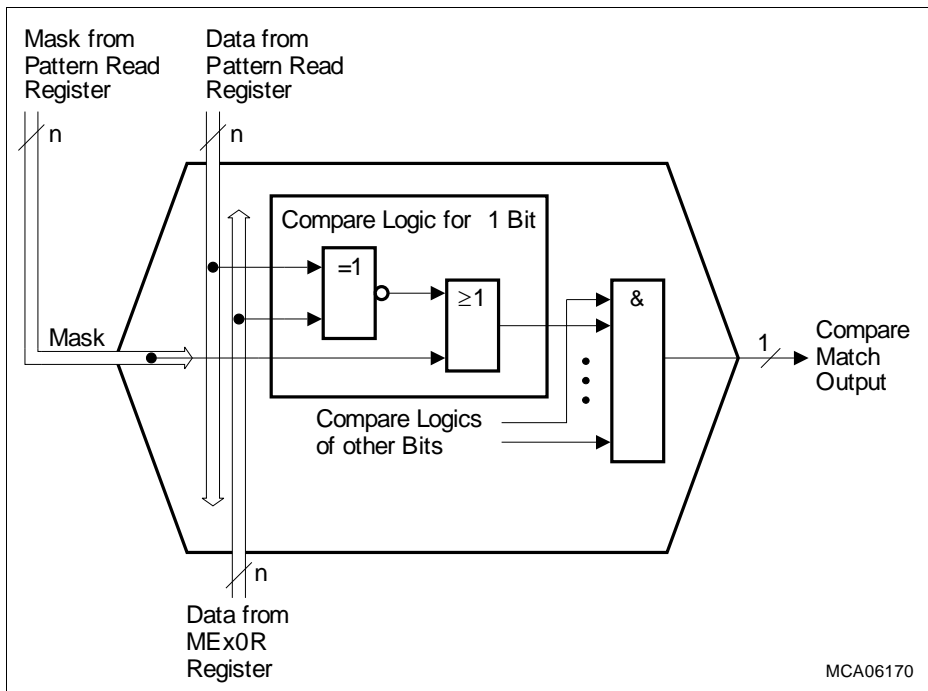 Mask from
Pattern Read
Register
Data from
Pattern Read
Register
n
n
Compare Logic for 1 Bit
=1
≥1
&
Mask
1
Compare
Match
Output
Compare Logics
of other Bits
n
Data from
MEx0R
Register
MCA06170